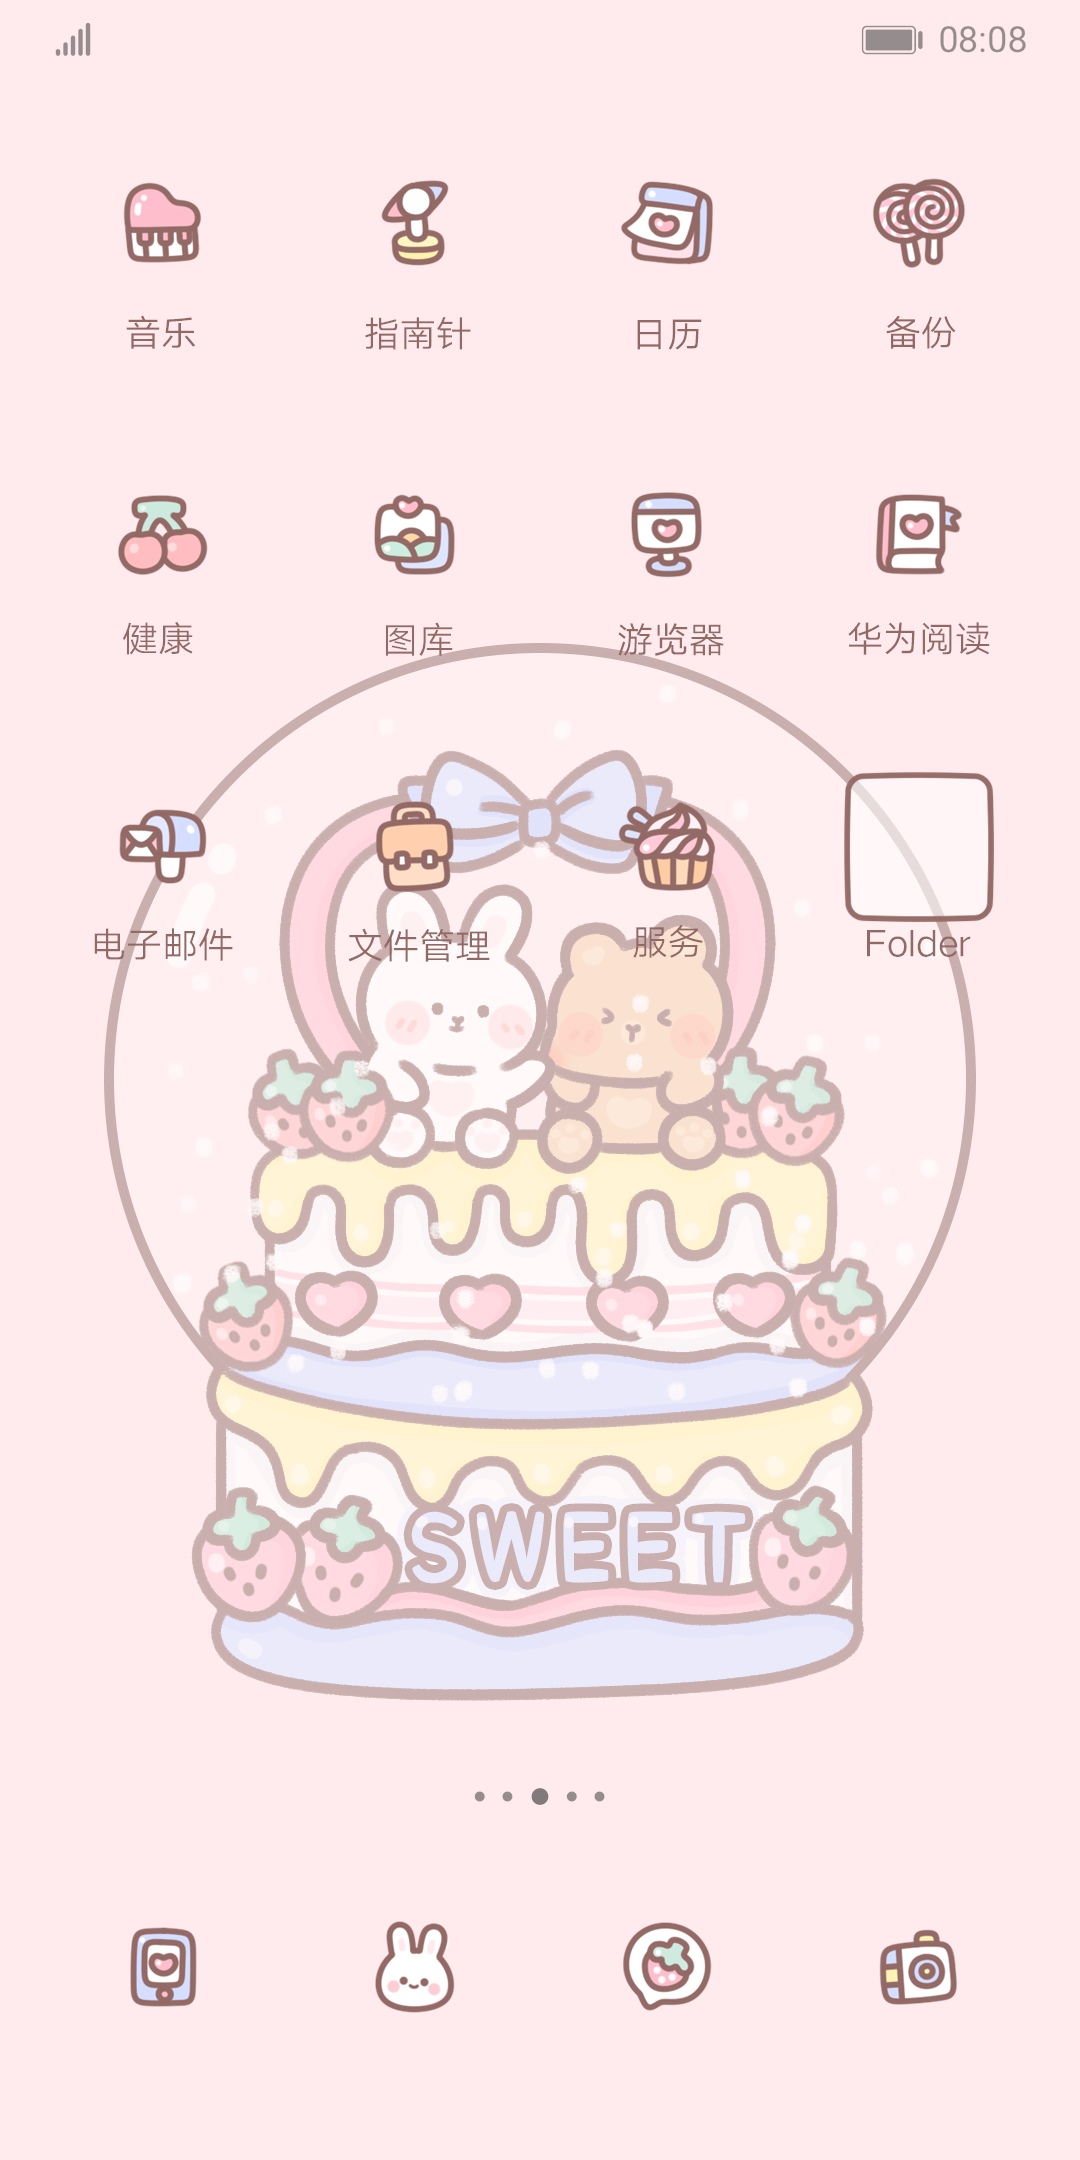 08:08
音乐
指南针
日历
备份
健康
图库
游览器
华为阅读
电子邮件
文件管理
服务
Folder
SWEET